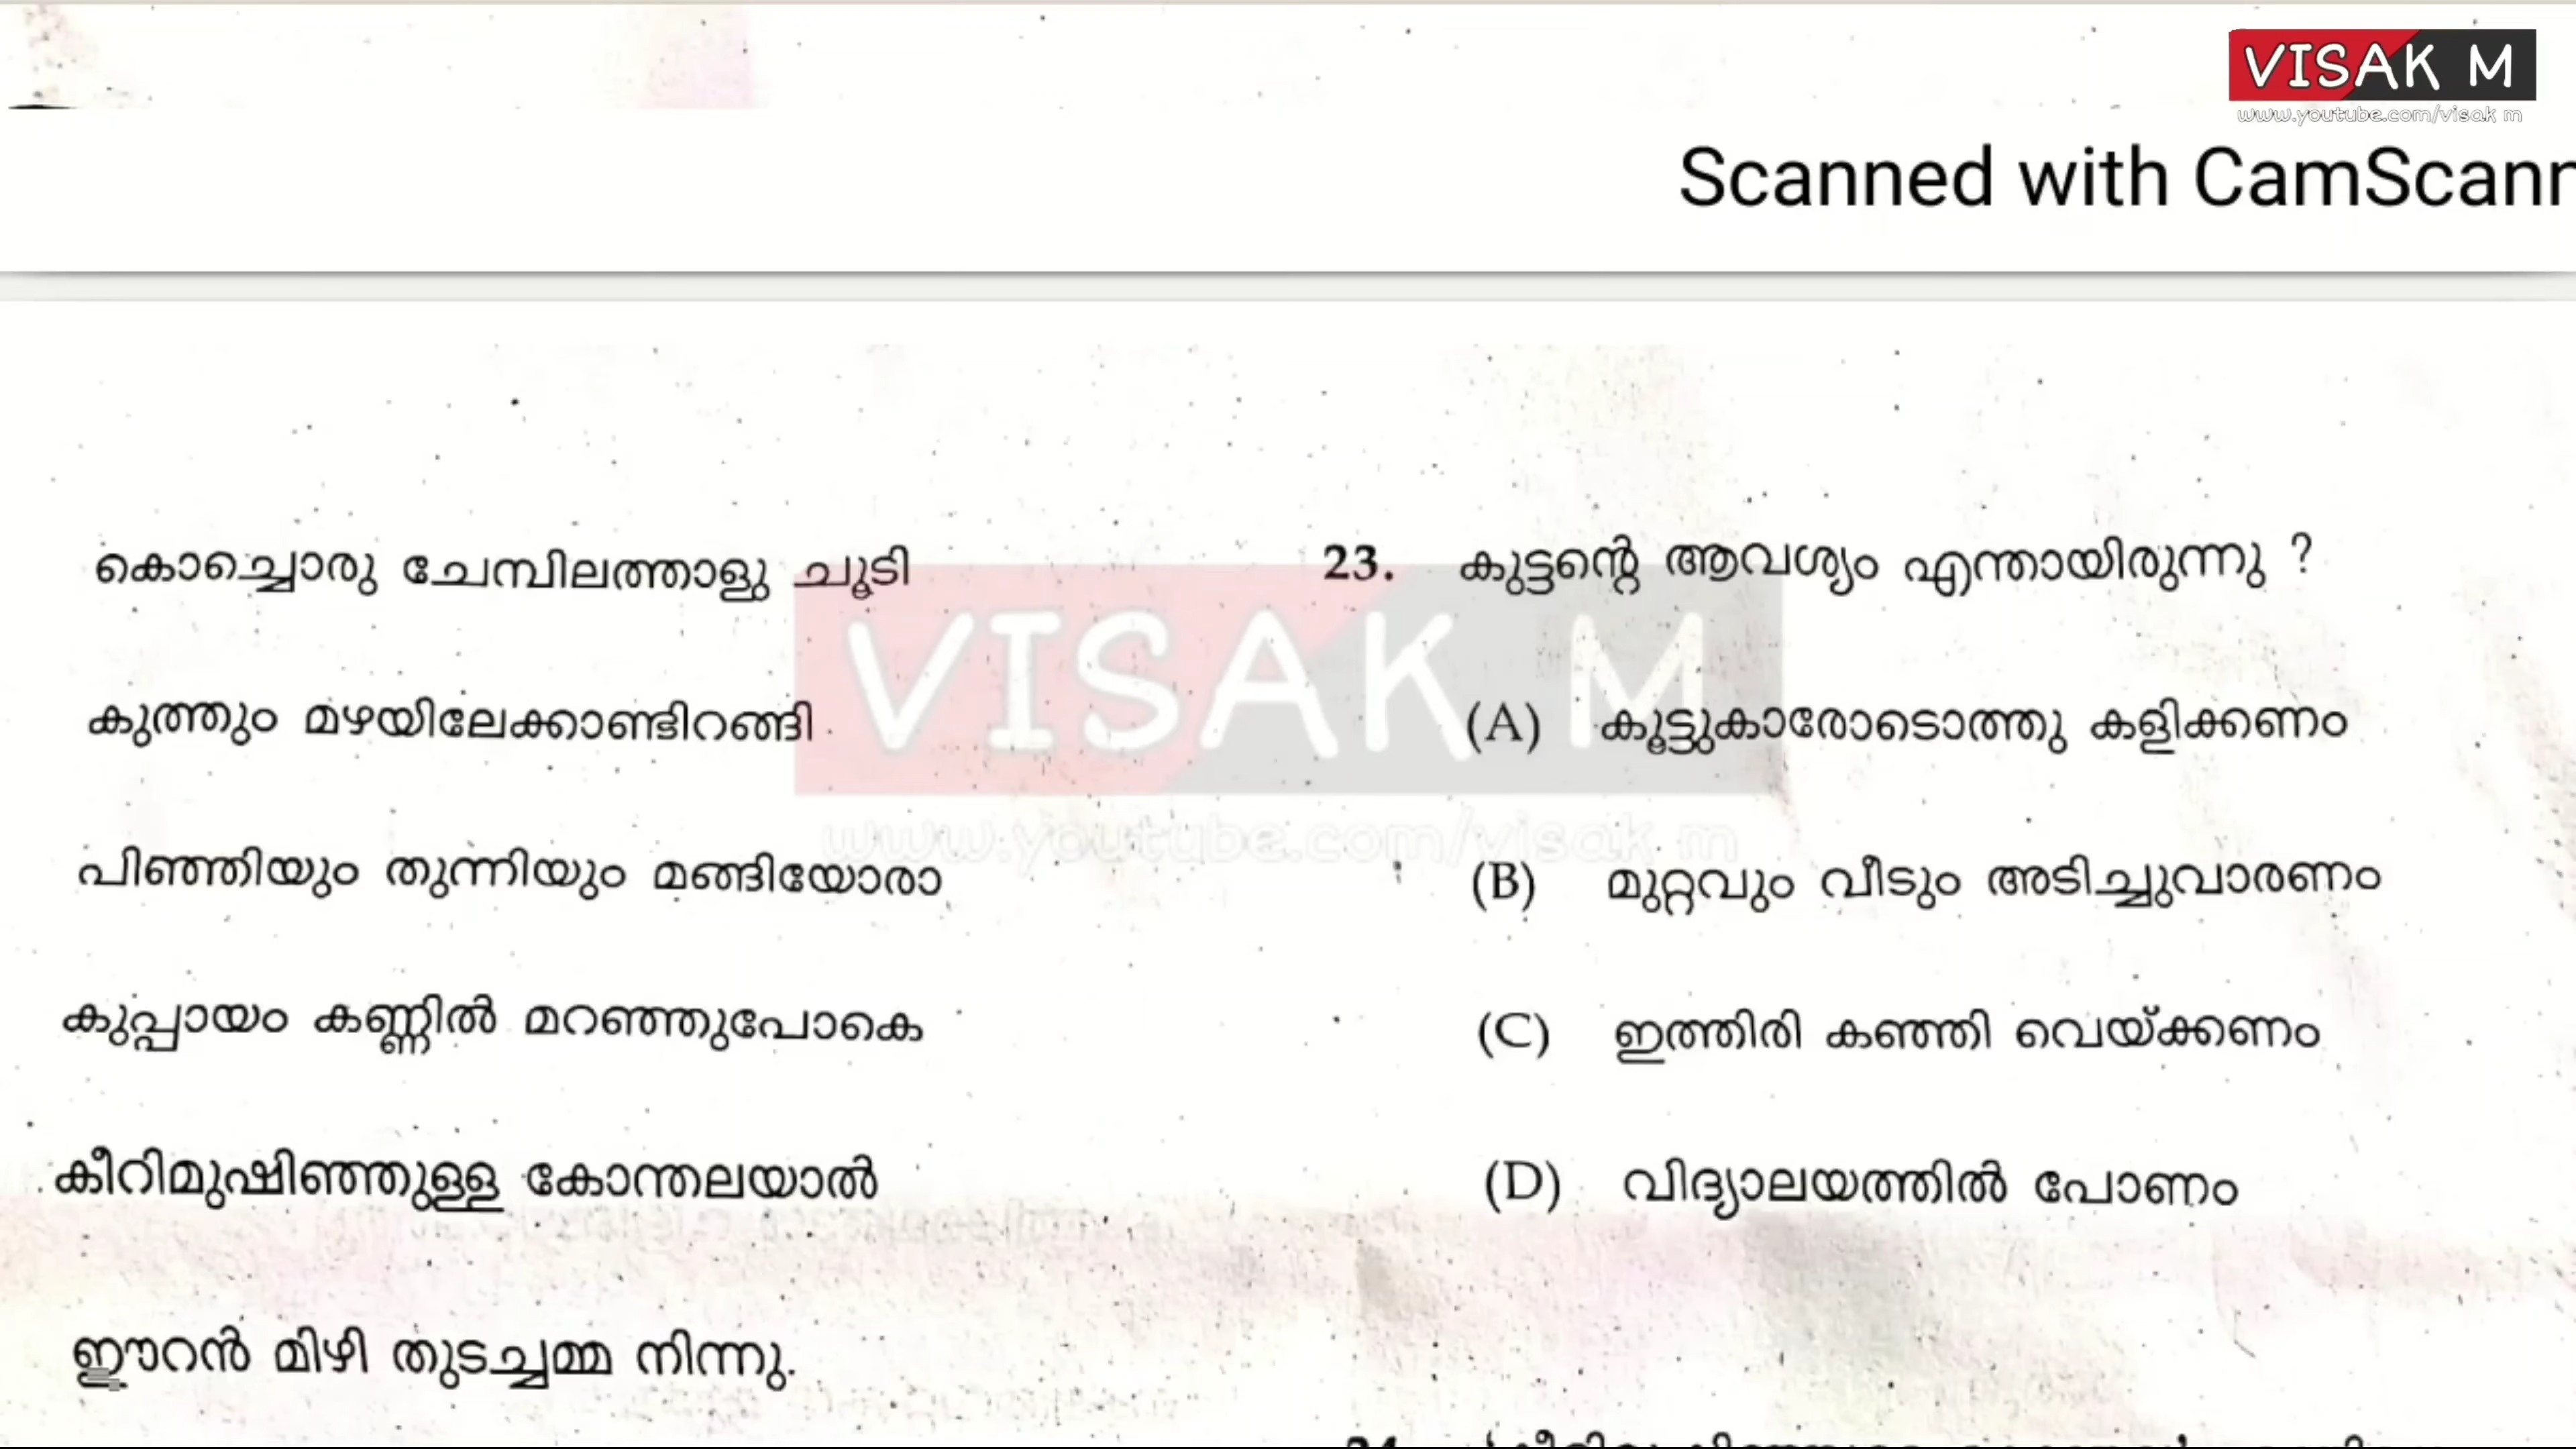 VISAK M
www.youtube.com/visak m
Scanned with CamScann
കൊച്ചൊരു ചേമ്പിലത്താളു ചൂടി
കുത്തും മഴയിലേക്കാണ്ടിറങ്ങി
പിഞ്ഞിയും തുന്നിയും മങ്ങിയോരാ
കുപ്പായം കണ്ണിൽ മറഞ്ഞുപോകെ
കീറിമുഷിഞ്ഞുള്ള കോന്തലയാൽ
ഈറൻ മിഴി തുടച്ചമ്മ നിന്നു.
VISAK M
www.youtube.com/visak m
23. കുട്ടന്റെ ആവശ്യം എന്തായിരുന്നു ?
(A) കൂട്ടുകാരോടൊത്തു കളിക്കണം
(B) മുറ്റവും വീടും അടിച്ചുവാരണം
(C) ഇത്തിരി കഞ്ഞി വെയ്ക്കണം
(D) വിദ്യാലയത്തിൽ പോണം